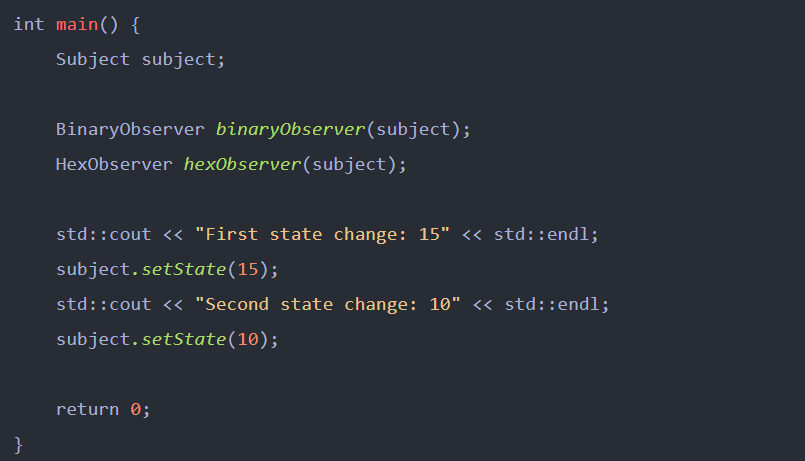 int main() {
    Subject subject;

    BinaryObserver binaryObserver(subject);
    HexObserver hexObserver(subject);

    std::cout << "First state change: 15" << std::endl;
    subject.setState(15);
    std::cout << "Second state change: 10" << std::endl;
    subject.setState(10);

    return 0;
}